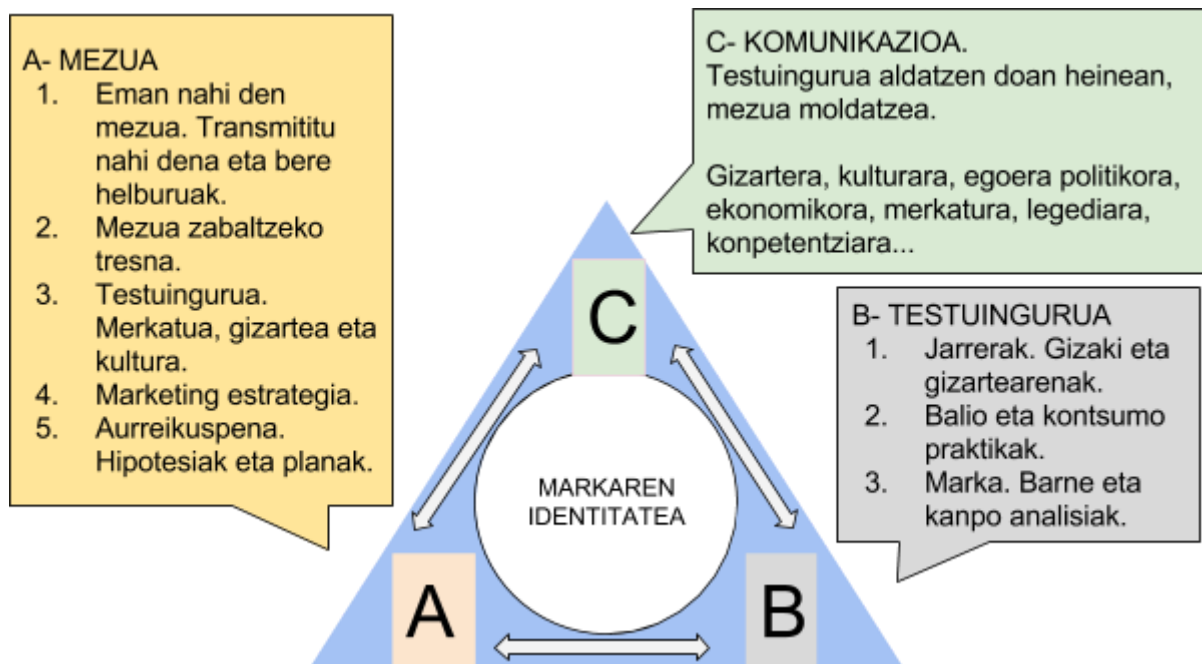 A- MEZUA
1. Eman nahi den
mezua. Transmititu
nahi dena eta bere
helburuak.
2. Mezua zabaltzeko
tresna.
3. Testuingurua.
Merkatua, gizartea eta
kultura.
4. Marketing estrategia.
5. Aurreikuspena.
Hipotesiak eta planak.
C- KOMUNIKAZIOA.
Testuingurua aldatzen doan heinean,
mezua moldatzea.
Gizartera, kulturara, egoera politikora,
ekonomikora, merkatura, legediara,
konpetentziara...
B- TESTUINGURUA
1. Jarrerak. Gizaki eta
gizartearenak.
2. Balio eta kontsumo
praktikak.
3. Marka. Barne eta
kanpo analisiak.
C
MARKAREN
IDENTITATEA
A
B